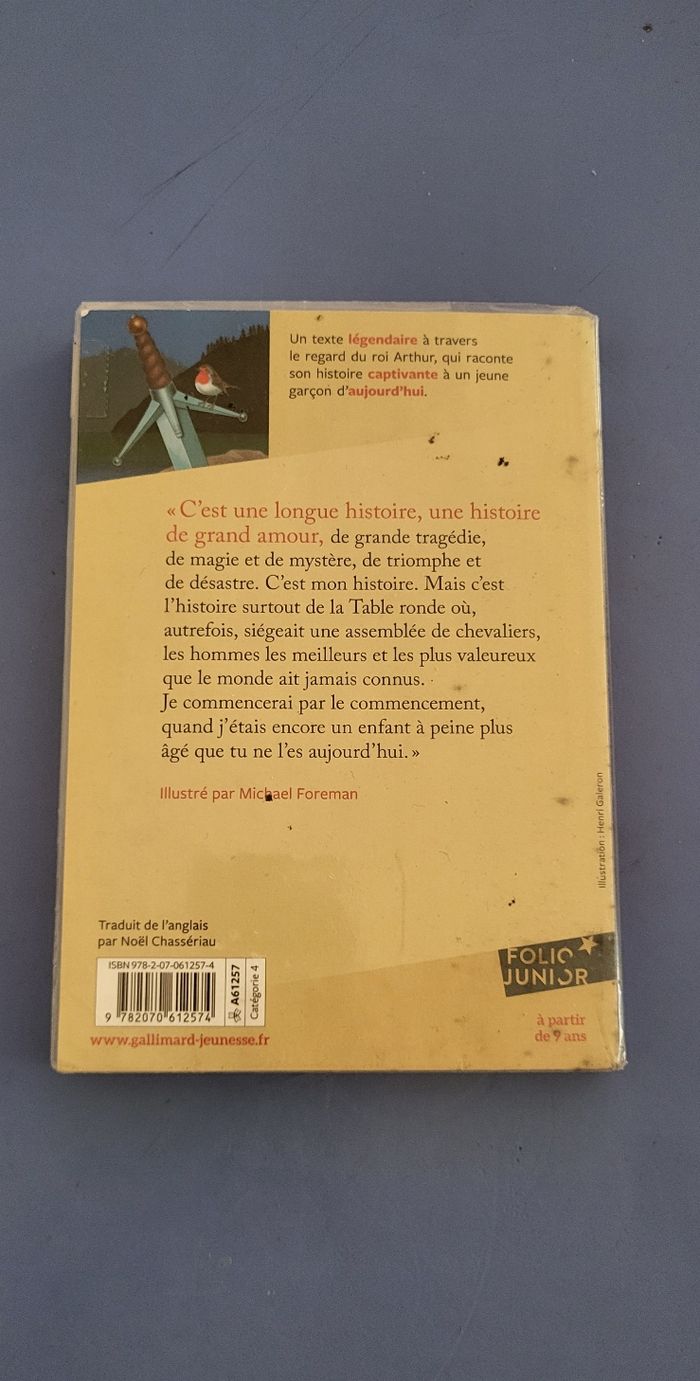 Un texte légendaire à travers
le regard du roi Arthur, qui raconte
son histoire captivante à un jeune
garçon d'aujourd'hui.
« C'est une longue histoire, une histoire
de grand amour, de grande tragédie,
de magie et de mystère, de triomphe et
de désastre. C'est mon histoire. Mais c'est
l'histoire surtout de la Table ronde où,
autrefois, siégeait une assemblée de chevaliers,
les hommes les meilleurs et les plus valeureux
que le monde ait jamais connus.
Je commencerai par le commencement,
quand j'étais encore un enfant à peine plus
âgé que tu ne l'es aujourd'hui. »
Illustré par Michael Foreman
Illustration : Henri Galeron
Traduit de l'anglais
par Noël Chassériau
ISBN 978-2-07-061257-4
9 782070 612574
A61257
Catégorie 4
www.gallimard-jeunesse.fr
FOLIO
JUNIOR
à partir
de 9 ans